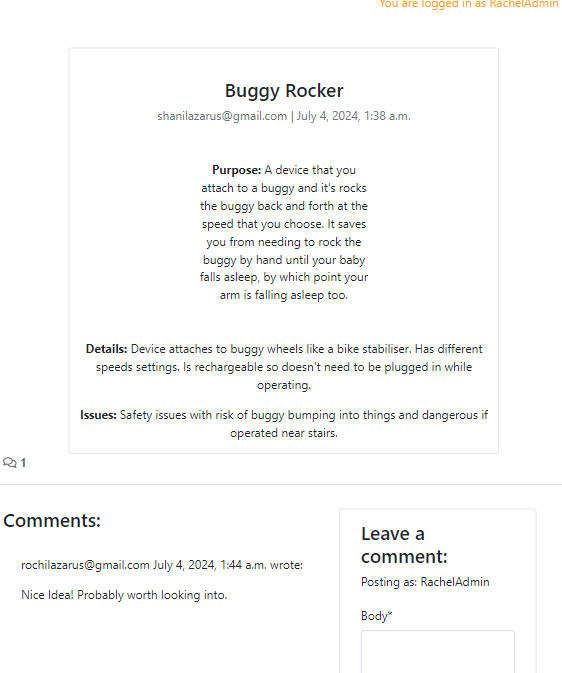 You are logged in as RachelAdmin
Buggy Rocker
shanilazarus@gmail.com | July 4, 2024, 1:38 a.m.
Purpose: A device that you
attach to a buggy and it's rocks
the buggy back and forth at the
speed that you choose. It saves
you from needing to rock the
buggy by hand until your baby
falls asleep, by which point your
arm is falling asleep too.
Details: Device attaches to buggy wheels like a bike stabiliser. Has different
speeds settings. Is rechargeable so doesn't need to be plugged in while
operating.
Issues: Safety issues with risk of buggy bumping into things and dangerous if
operated near stairs.
1
Comments:
rochilazarus@gmail.com July 4, 2024, 1:44 a.m. wrote:
Nice Idea! Probably worth looking into.
Leave a
comment:
Posting as: RachelAdmin
Body*